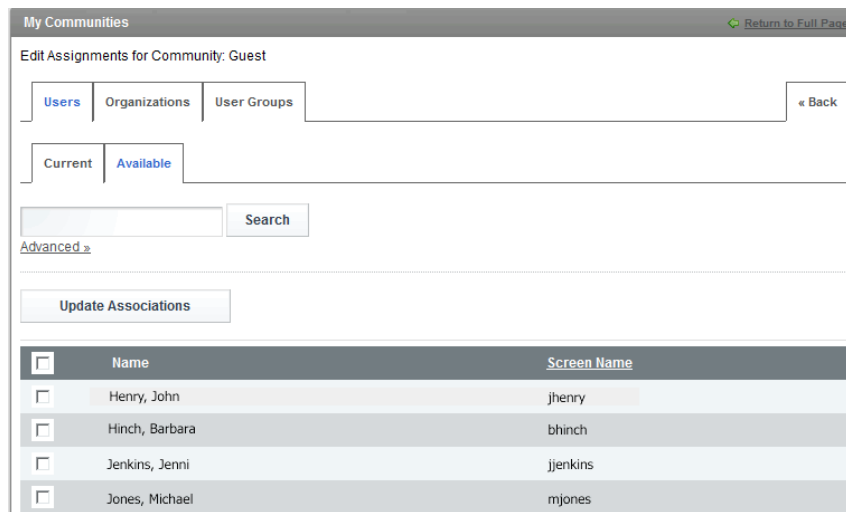 My Communities Return to Full Page
Edit Assignments for Community: Guest
Users Organizations User Groups « Back
Current Available
Search
Advanced »
Update Associations
Name Screen Name
Henry, John jhenry
Hinch, Barbara bhinch
Jenkins, Jenni jjenkins
Jones, Michael mjones